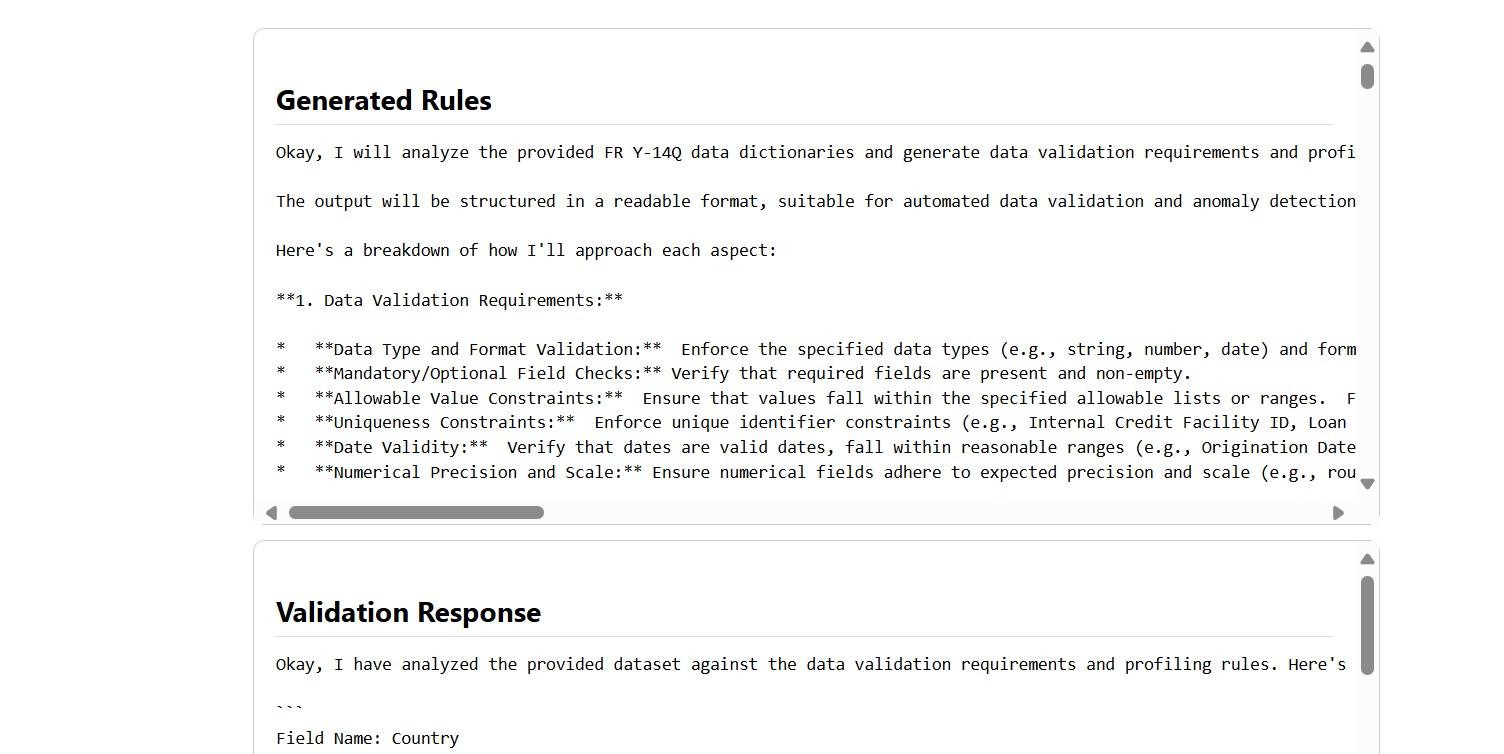 Generated Rules
Okay, I will analyze the provided FR Y-14Q data dictionaries and generate data validation requirements and profi
The output will be structured in a readable format, suitable for automated data validation and anomaly detection
Here's a breakdown of how I'll approach each aspect:
**1. Data Validation Requirements:**
*   **Data Type and Format Validation:**  Enforce the specified data types (e.g., string, number, date) and form
*   **Mandatory/Optional Field Checks:** Verify that required fields are present and non-empty.
*   **Allowable Value Constraints:**  Ensure that values fall within the specified allowable lists or ranges.  F
*   **Uniqueness Constraints:**  Enforce unique identifier constraints (e.g., Internal Credit Facility ID, Loan
*   **Date Validity:**  Verify that dates are valid dates, fall within reasonable ranges (e.g., Origination Date
*   **Numerical Precision and Scale:** Ensure numerical fields adhere to expected precision and scale (e.g., rou
Validation Response
Okay, I have analyzed the provided dataset against the data validation requirements and profiling rules. Here's
```
Field Name: Country